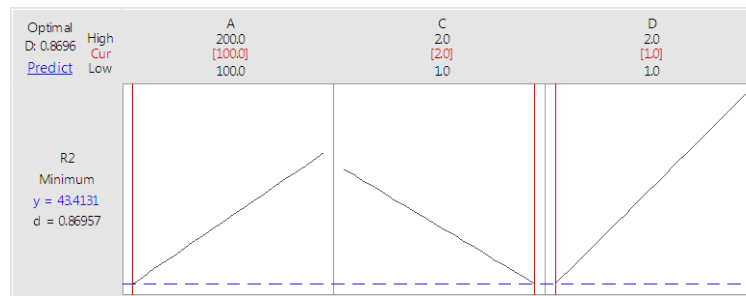 Optimal
D: 0.8696
Predict
High
Cur
Low
A
200.0
[100.0]
100.0
C
2.0
[2.0]
1.0
D
2.0
[1.0]
1.0
R2
Minimum
y = 43.4131
d = 0.86957